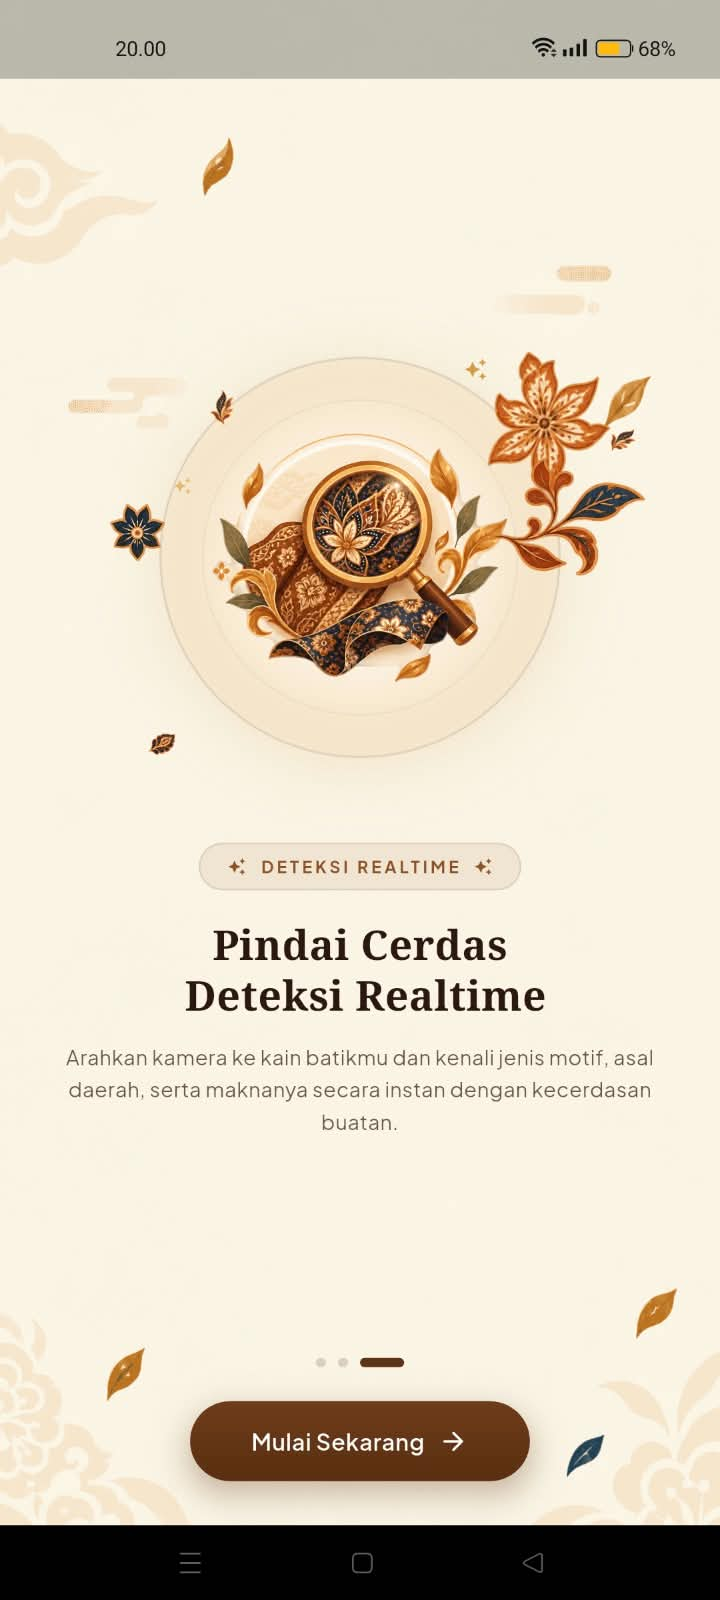 20.00
68%
DETEKSI REALTIME
Pindai Cerdas
Deteksi Realtime
Arahkan kamera ke kain batikmu dan kenali jenis motif, asal
daerah, serta maknanya secara instan dengan kecerdasan
buatan.
Mulai Sekarang